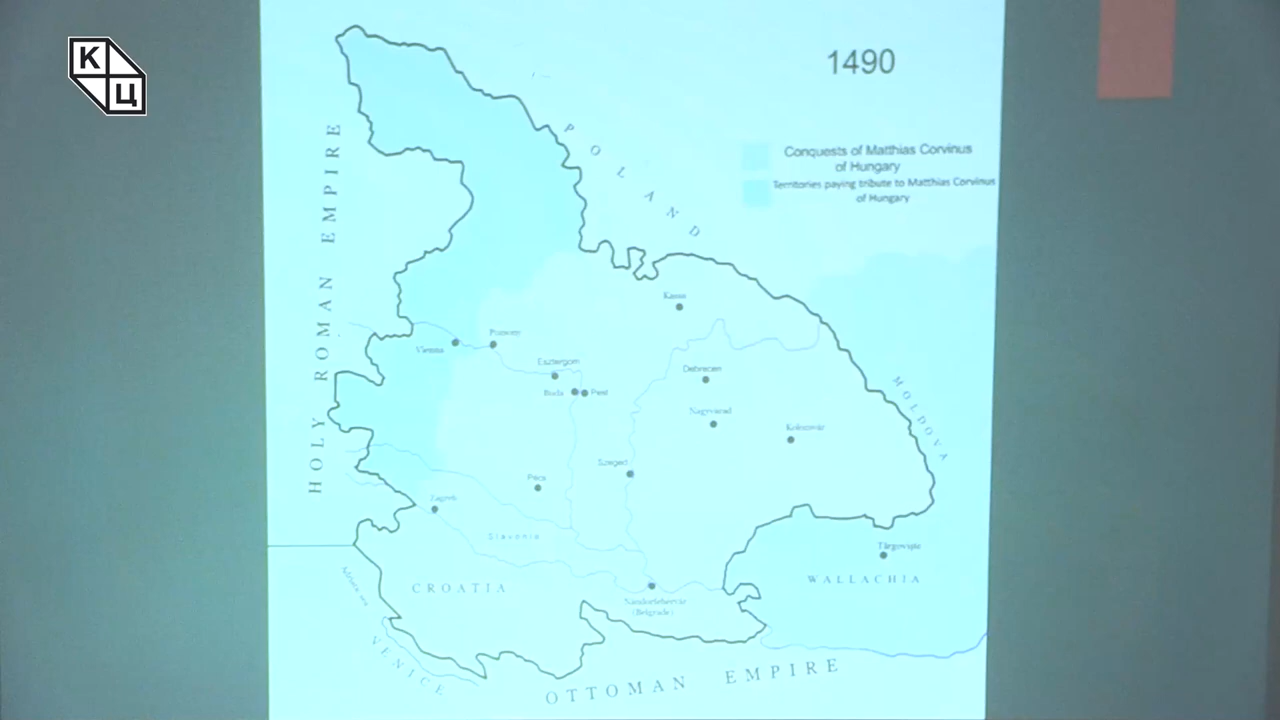 К
Ц
1490
Conquests of Matthias Corvinus
of Hungary
Territories paying tribute to Matthias Corvinus
of Hungary
POLAND
HOLY ROMAN EMPIRE
MOLDOVA
Kassa
Vienna
Pozsony
Esztergom
Buda
Pest
Debrecen
Nagyvárad
Kolozsvár
Szeged
Pécs
Zagreb
Slavonia
CROATIA
Nándorfehérvár
(Belgrade)
Târgoviște
WALLACHIA
Adriatic sea
VENICE
OTTOMAN EMPIRE